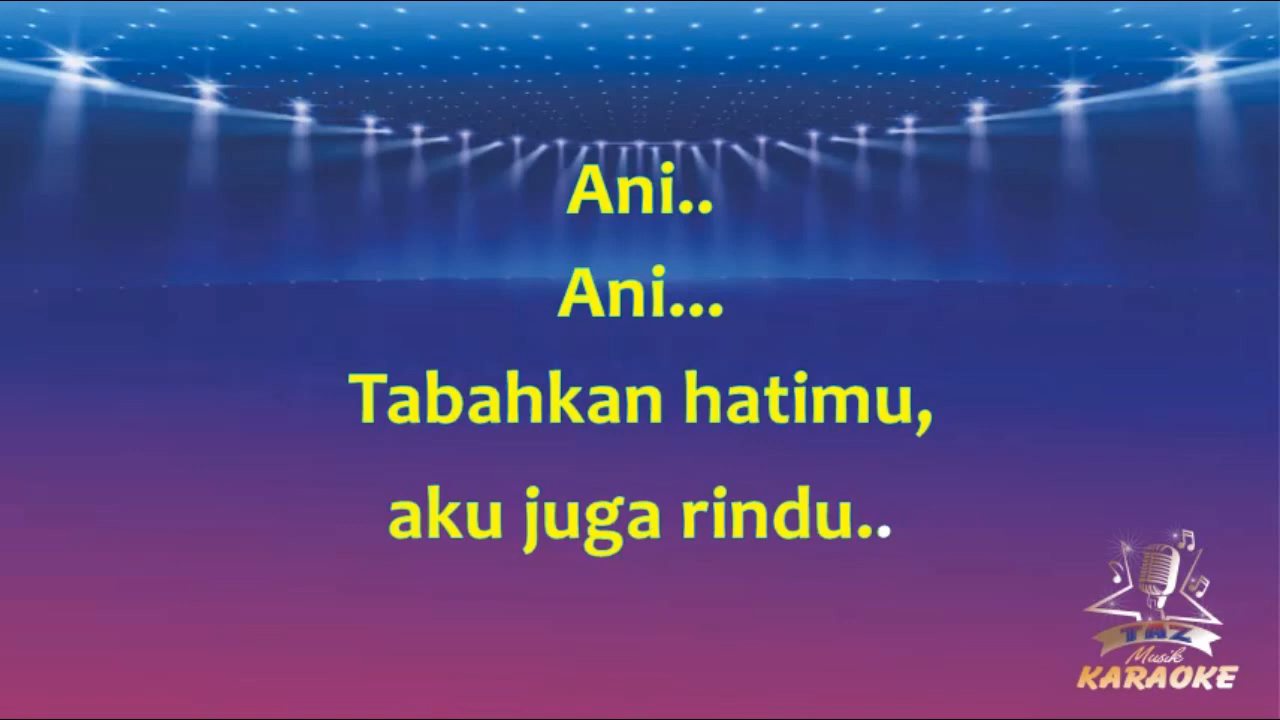 Ani..
Ani...
Tabahkan hatimu,
aku juga rindu..
TAZ
Musik
KARAOKE